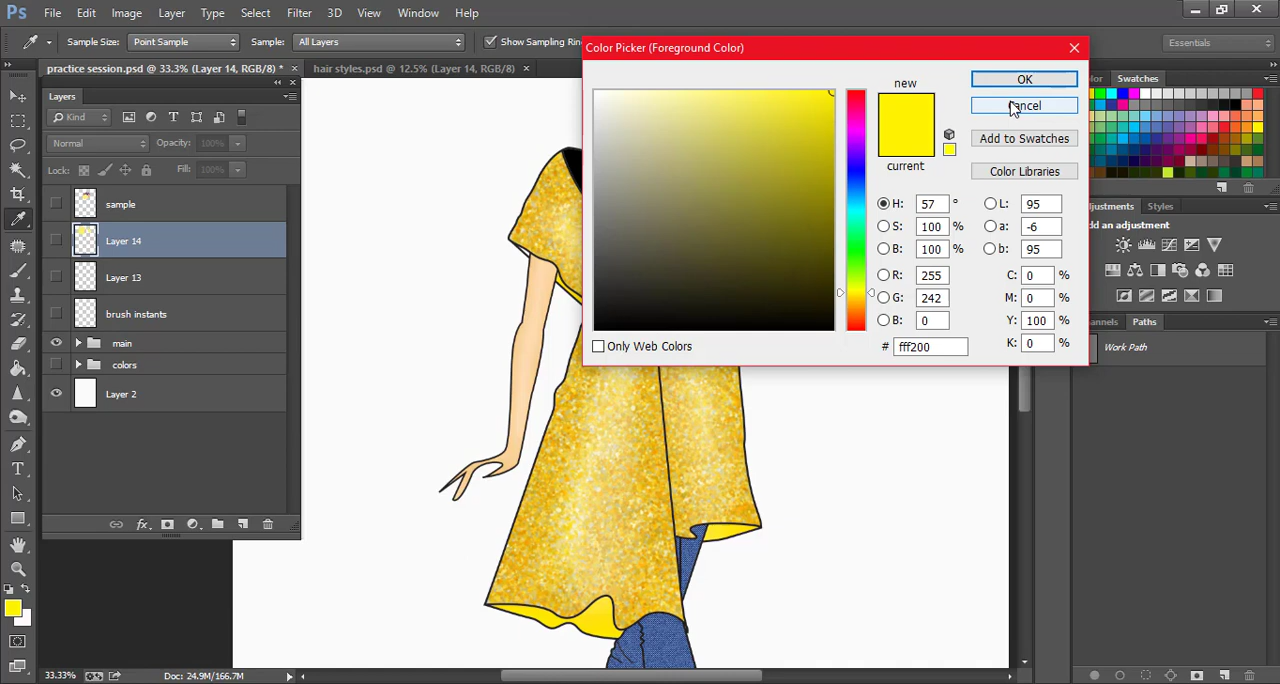 Ps File Edit Image Layer Type Select Filter 3D View Window Help
Sample Size: Point Sample Sample: All Layers Show Sampling Rin Essentials
practice session.psd @ 33.3% (Layer 14, RGB/8) * × hair styles.psd @ 12.5% (Layer 14, RGB/8) ×
Layers
Kind
Normal Opacity: 100%
Lock: Fill: 100%
sample
Layer 14
Layer 13
brush instants
main
colors
Layer 2
fx
T
33.33% Doc: 24.9M/166.7M
Color Picker (Foreground Color)
new
current
OK
Cancel
Add to Swatches
Color Libraries
H: 57 ° L: 95
S: 100 % a: -6
B: 100 % b: 95
R: 255 C: 0 %
G: 242 M: 0 %
B: 0 Y: 100 %
# fff200 K: 0 %
Only Web Colors
or Swatches
djustments Styles
dd an adjustment
annels Paths
Work Path